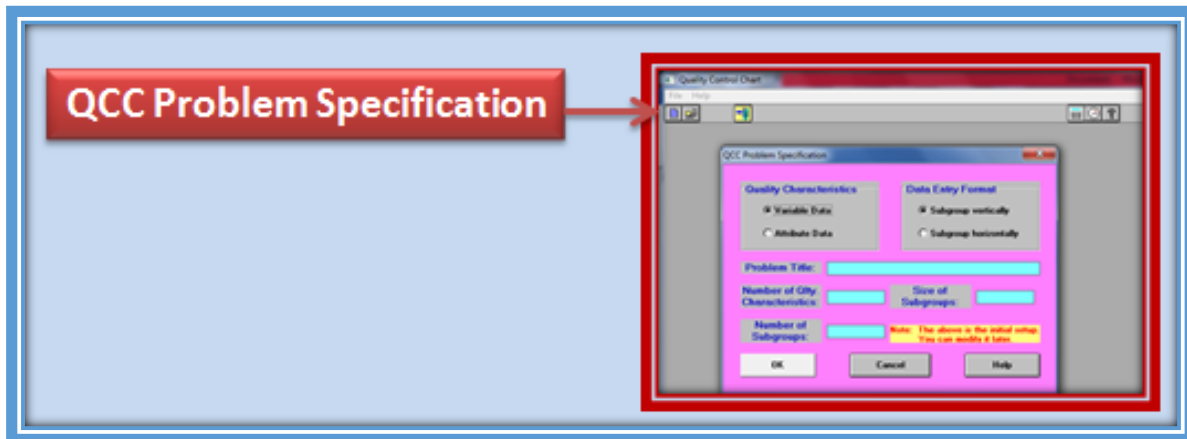 QCC Problem Specification
Quality Control Chart
File Help
QCC Problem Specification
Quality Characteristics
Data Entry Format
Variable Data
Subgroup vertically
Attribute Data
Subgroup horizontally
Problem Title:
Number of Qlty.
Characteristics:
Size of
Subgroups:
Number of
Subgroups:
Note: The above is the initial setup.
You can modify it later.
OK
Cancel
Help